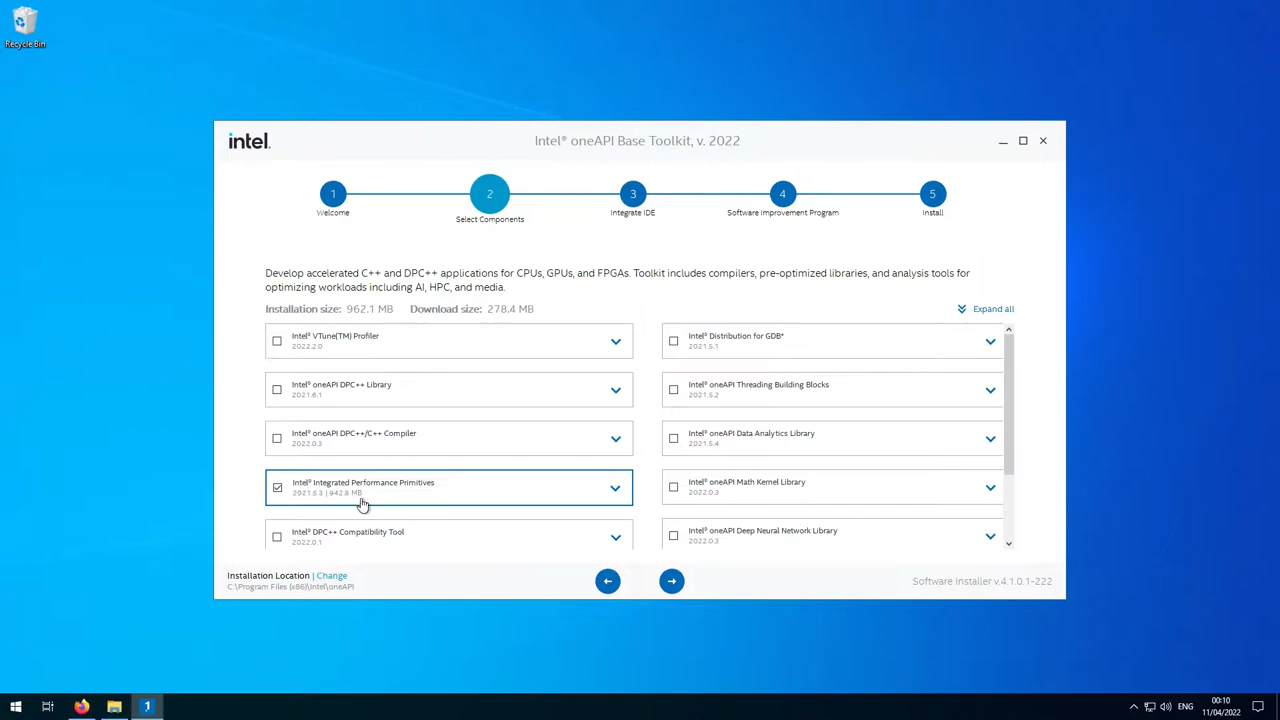 Recycle Bin
intel.
Intel® oneAPI Base Toolkit, v. 2022
1
2
3
4
5
Welcome
Select Components
Integrate IDE
Software Improvement Program
Install
Develop accelerated C++ and DPC++ applications for CPUs, GPUs, and FPGAs. Toolkit includes compilers, pre-optimized libraries, and analysis tools for
optimizing workloads including AI, HPC, and media.
Installation size: 962.1 MB Download size: 278.4 MB
Expand all
Intel® VTune(TM) Profiler
2022.2.0
Intel® Distribution for GDB*
2021.5.1
Intel® oneAPI DPC++ Library
2021.6.1
Intel® oneAPI Threading Building Blocks
2021.5.2
Intel® oneAPI DPC++/C++ Compiler
2022.0.3
Intel® oneAPI Data Analytics Library
2021.5.4
Intel® Integrated Performance Primitives
2021.5.3 | 942.8 MB
Intel® oneAPI Math Kernel Library
2022.0.3
Intel® DPC++ Compatibility Tool
2022.0.1
Intel® oneAPI Deep Neural Network Library
2022.0.3
Installation Location | Change
C:\Program Files (x86)\Intel\oneAPI
Software Installer v.4.1.0.1-222
1
ENG
00:10
11/04/2022